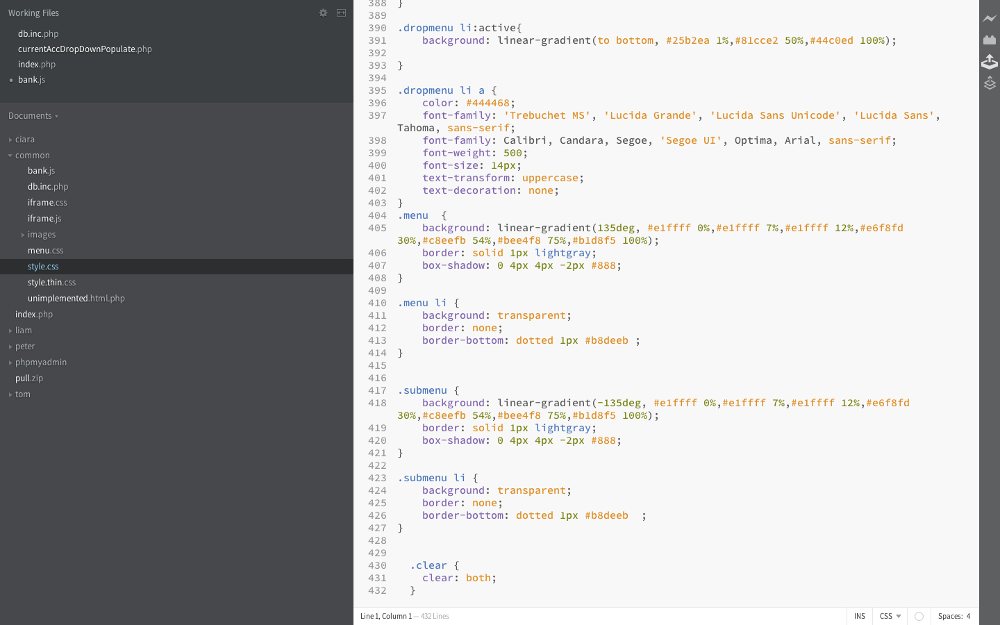 Working Files
db.inc.php
currentAccDropDownPopulate.php
index.php
bank.js
Documents
ciara
common
bank.js
db.inc.php
iframe.css
iframe.js
images
menu.css
style.css
style.thin.css
unimplemented.html.php
index.php
liam
peter
phpmyadmin
pull.zip
tom
388 }
389
390 .dropmenu li:active{
391     background: linear-gradient(to bottom, #25b2ea 1%,#81cce2 50%,#44c0ed 100%);
392
393 }
394
395 .dropmenu li a {
396     color: #444468;
397     font-family: 'Trebuchet MS', 'Lucida Grande', 'Lucida Sans Unicode', 'Lucida Sans',
Tahoma, sans-serif;
398     font-family: Calibri, Candara, Segoe, 'Segoe UI', Optima, Arial, sans-serif;
399     font-weight: 500;
400     font-size: 14px;
401     text-transform: uppercase;
402     text-decoration: none;
403 }
404 .menu  {
405     background: linear-gradient(135deg, #e1ffff 0%,#e1ffff 7%,#e1ffff 12%,#e6f8fd
30%,#c8eefb 54%,#bee4f8 75%,#b1d8f5 100%);
406     border: solid 1px lightgray;
407     box-shadow: 0 4px 4px -2px #888;
408 }
409
410 .menu li {
411     background: transparent;
412     border: none;
413     border-bottom: dotted 1px #b8deeb ;
414 }
415
416
417 .submenu {
418     background: linear-gradient(-135deg, #e1ffff 0%,#e1ffff 7%,#e1ffff 12%,#e6f8fd
30%,#c8eefb 54%,#bee4f8 75%,#b1d8f5 100%);
419     border: solid 1px lightgray;
420     box-shadow: 0 4px 4px -2px #888;
421 }
422
423 .submenu li {
424     background: transparent;
425     border: none;
426     border-bottom: dotted 1px #b8deeb  ;
427 }
428
429
430   .clear {
431     clear: both;
432   }
Line 1, Column 1 — 432 Lines
INS CSS Spaces: 4